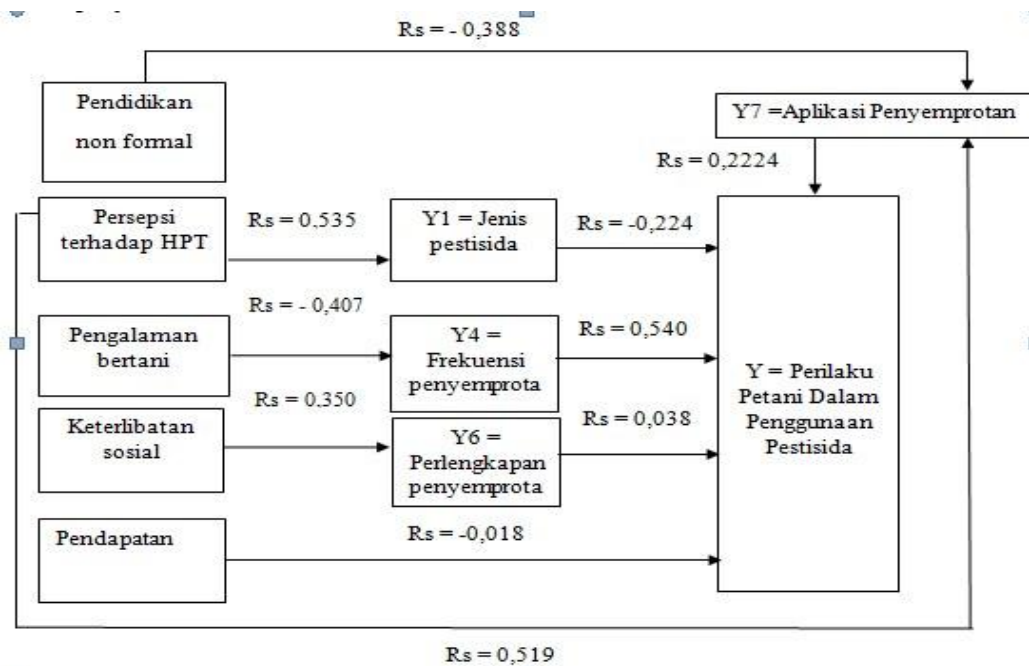 Rs = - 0,388
Pendidikan
non formal
Y7 =Aplikasi Penyemprotan
Rs = 0,2224
Persepsi
terhadap HPT
Rs = 0,535
Y1 = Jenis
pestisida
Rs = -0,224
Rs = - 0,407
Pengalaman
bertani
Y4 =
Frekuensi
penyemprota
Rs = 0,540
Y = Perilaku
Petani Dalam
Penggunaan
Pestisida
Rs = 0,350
Keterlibatan
sosial
Y6 =
Perlengkapan
penyemprota
Rs = 0,038
Pendapatan
Rs = -0,018
Rs = 0,519